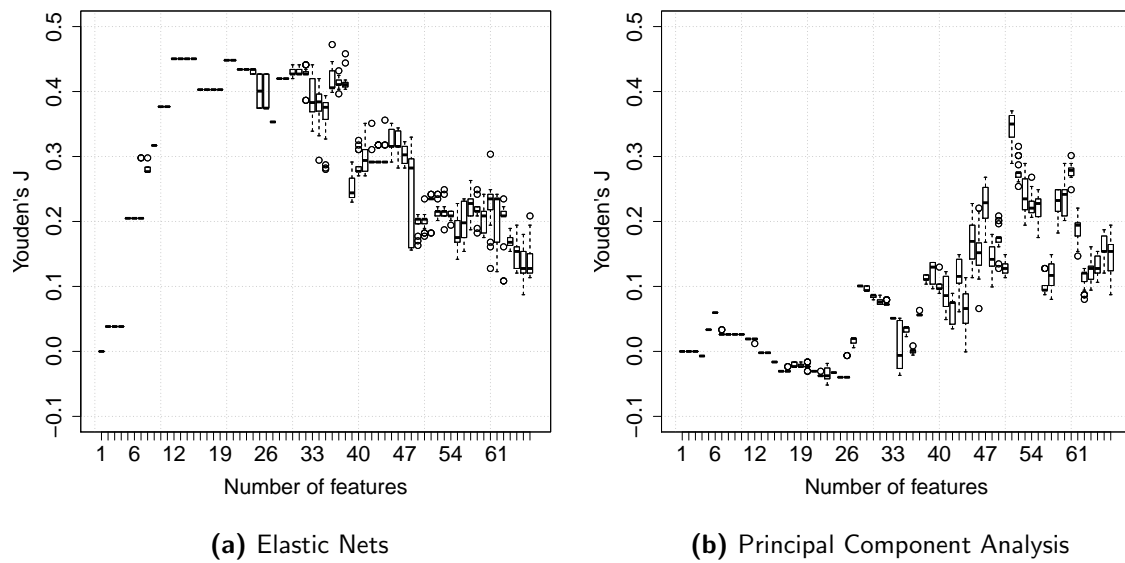 0.5
0.4
0.3
0.2
0.1
0.0
−0.1
Youden's J
1 6 12 19 26 33 40 47 54 61
Number of features
(a) Elastic Nets
0.5
0.4
0.3
0.2
0.1
0.0
−0.1
Youden's J
1 6 12 19 26 33 40 47 54 61
Number of features
(b) Principal Component Analysis